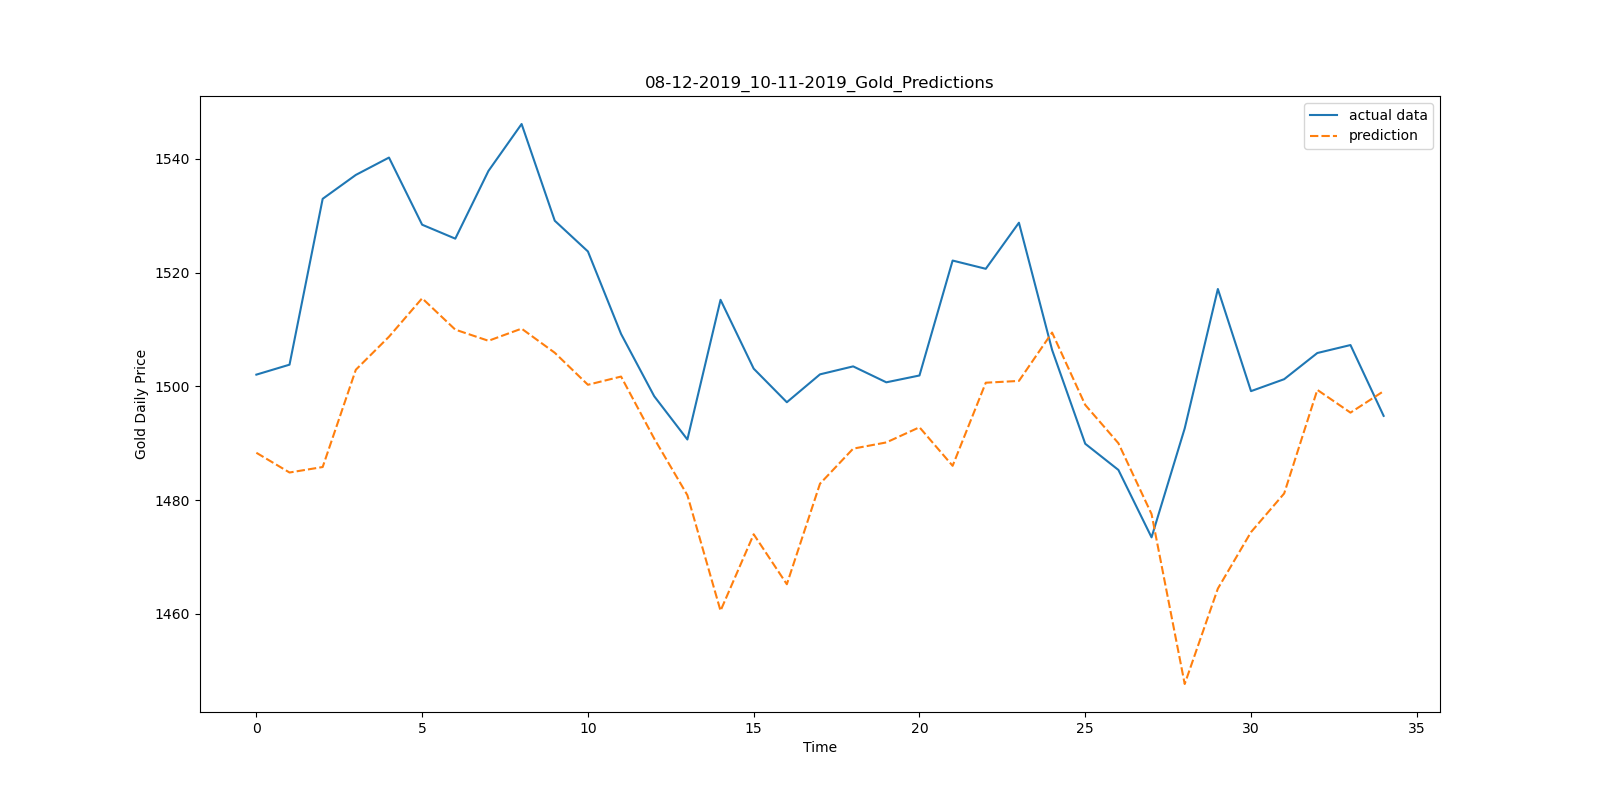 08-12-2019_10-11-2019_Gold_Predictions
actual data
prediction
Gold Daily Price
1540
1520
1500
1480
1460
0 5 10 15 20 25 30 35
Time